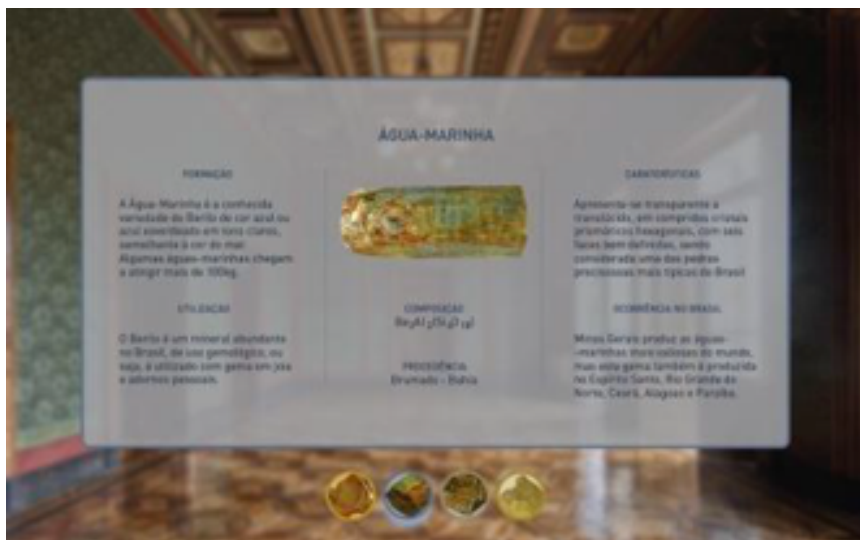 ÁGUA-MARINHA
FORMAÇÃO
A Água-Marinha é a conhecida
variedade do Berilo de cor azul ou
azul esverdeado em tons claros,
semelhante à cor do mar.
Algumas águas-marinhas chegam
a atingir mais de 100kg.
UTILIZAÇÃO
O Berilo é um mineral abundante
no Brasil, de uso gemológico, ou
seja, é utilizado com gema em joia
e adornos pessoais.
COMPOSIÇÃO
Be₃Al₂(Si₆O₁₈)
PROCEDÊNCIA
Brumado - Bahia
CARATERÍSTICAS
Apresenta-se transparente a
translúcido, em compridos cristais
prismáticos hexagonais, com seis
faces bem definidas, sendo
considerada uma das pedras
preciosas mais típicas do Brasil
OCORRÊNCIA NO BRASIL
Minas Gerais produz as águas
-marinhas mais valiosas do mundo,
mas esta gema também é produzida
no Espírito Santo, Rio Grande do
Norte, Ceará, Alagoas e Paraíba.